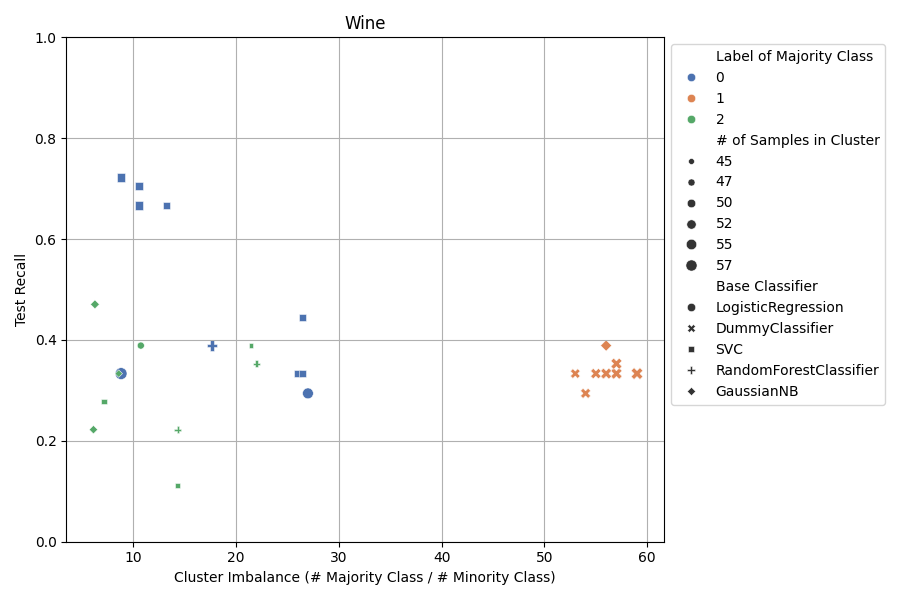 Wine
1.0
0.8
0.6
0.4
0.2
0.0
Test Recall
10
20
30
40
50
60
Cluster Imbalance (# Majority Class / # Minority Class)
Label of Majority Class
0
1
2
# of Samples in Cluster
45
47
50
52
55
57
Base Classifier
LogisticRegression
DummyClassifier
SVC
RandomForestClassifier
GaussianNB